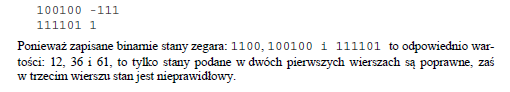 100100 -111
111101 1
Ponieważ zapisane binarnie stany zegara: 1100, 100100 i 111101 to odpowiednio war-
tości: 12, 36 i 61, to tylko stany podane w dwóch pierwszych wierszach są poprawne, zaś
w trzecim wierszu stan jest nieprawidłowy.